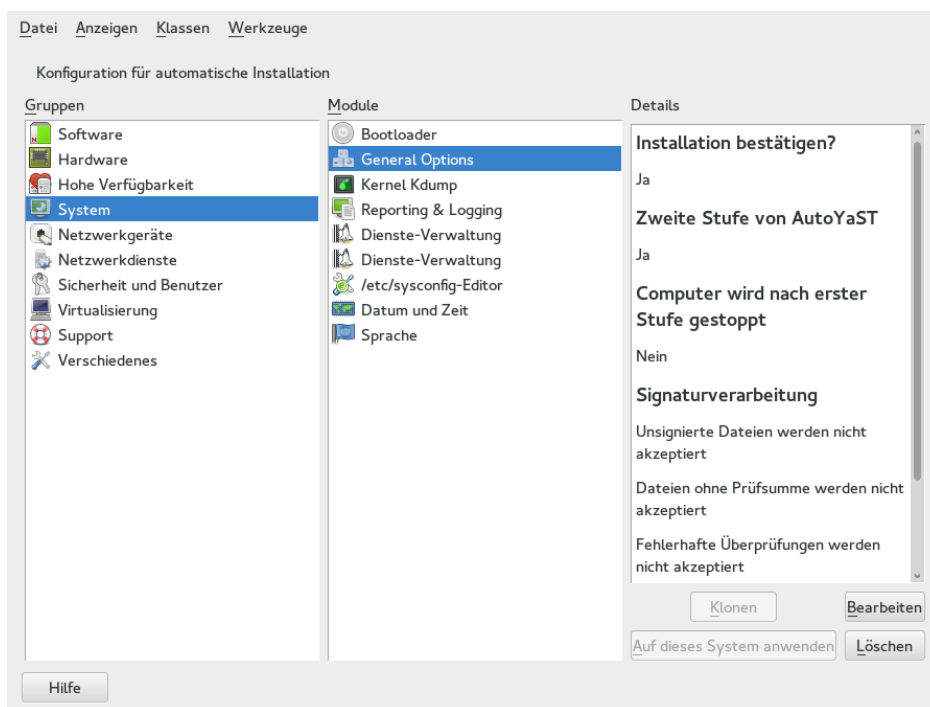 Datei Anzeigen Klassen Werkzeuge
Konfiguration für automatische Installation
Gruppen
Software
Hardware
Hohe Verfügbarkeit
System
Netzwerkgeräte
Netzwerkdienste
Sicherheit und Benutzer
Virtualisierung
Support
Verschiedenes
Module
Bootloader
General Options
Kernel Kdump
Reporting & Logging
Dienste-Verwaltung
Dienste-Verwaltung
/etc/sysconfig-Editor
Datum und Zeit
Sprache
Details
Installation bestätigen?
Ja
Zweite Stufe von AutoYaST
Ja
Computer wird nach erster
Stufe gestoppt
Nein
Signaturverarbeitung
Unsignierte Dateien werden nicht
akzeptiert
Dateien ohne Prüfsumme werden nicht
akzeptiert
Fehlerhafte Überprüfungen werden
nicht akzeptiert
Klonen Bearbeiten
Auf dieses System anwenden Löschen
Hilfe